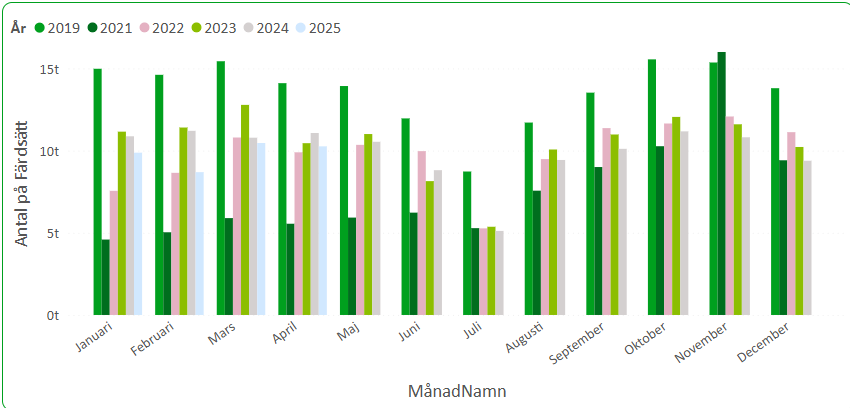 År 2019 2021 2022 2023 2024 2025
Antal på Färdsätt
15t
10t
5t
0t
Januari Februari Mars April Maj Juni Juli Augusti September Oktober November December
MånadNamn